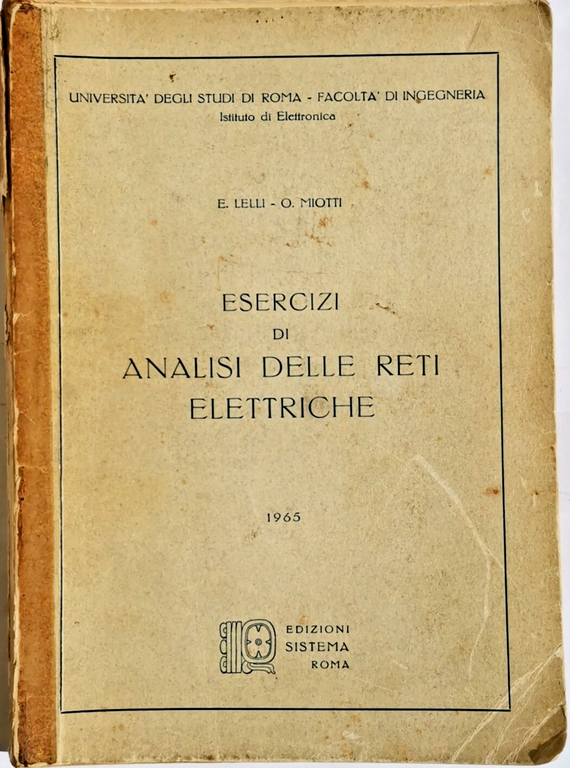 UNIVERSITA' DEGLI STUDI DI ROMA - FACOLTA' DI INGEGNERIA
Istituto di Elettronica
E. LELLI - O. MIOTTI
ESERCIZI
DI
ANALISI DELLE RETI
ELETTRICHE
1965
EDIZIONI
SISTEMA
ROMA